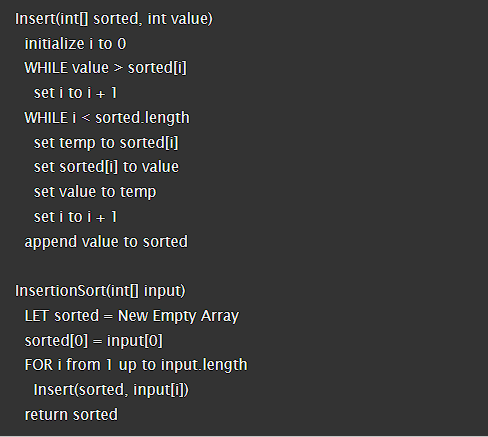 Insert(int[] sorted, int value)
initialize i to 0
WHILE value > sorted[i]
set i to i + 1
WHILE i < sorted.length
set temp to sorted[i]
set sorted[i] to value
set value to temp
set i to i + 1
append value to sorted
InsertionSort(int[] input)
LET sorted = New Empty Array
sorted[0] = input[0]
FOR i from 1 up to input.length
Insert(sorted, input[i])
return sorted